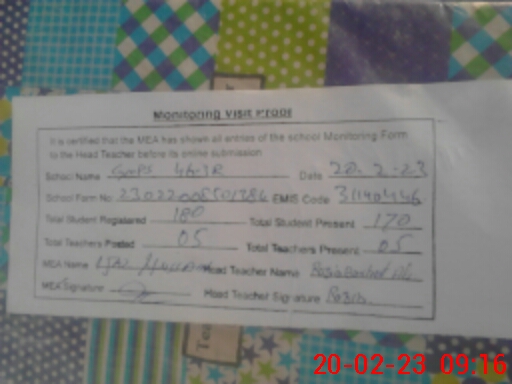 Monitoring Visit Proof
It is certified that the MEA has shown all entries of the school Monitoring Form
to the Head Teacher before its online submission
School Name Date 20-2-23
School Form No EMIS Code 31140446
Total Student Registered 180 Total Student Present 170
Total Teachers Posted 05 Total Teachers Present 05
MEA Name Head Teacher Name
MEA Signature Head Teacher Signature
20-02-23 09:16